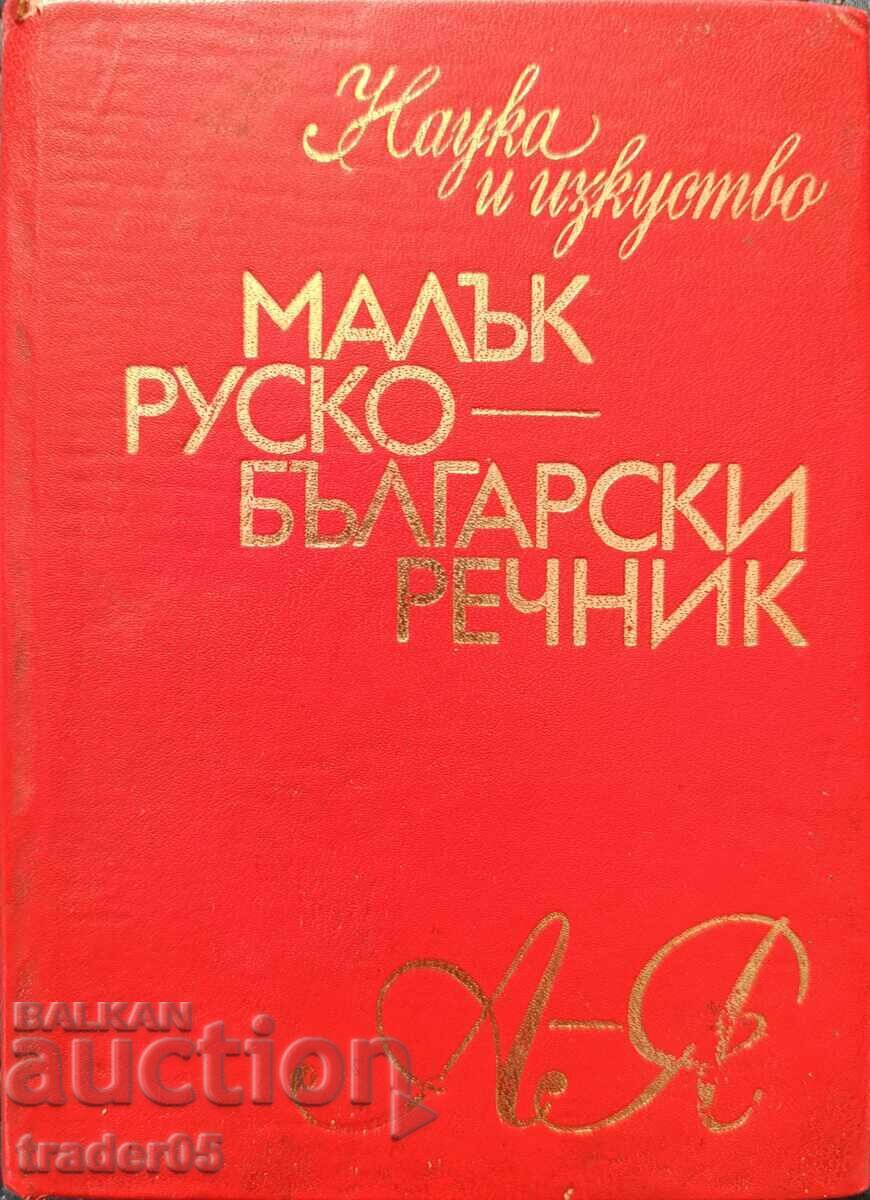 Наука
и изкуство
МАЛЪК
РУСКО—
БЪЛГАРСКИ
РЕЧНИК
А-Я
BALKAN
auction
trader05